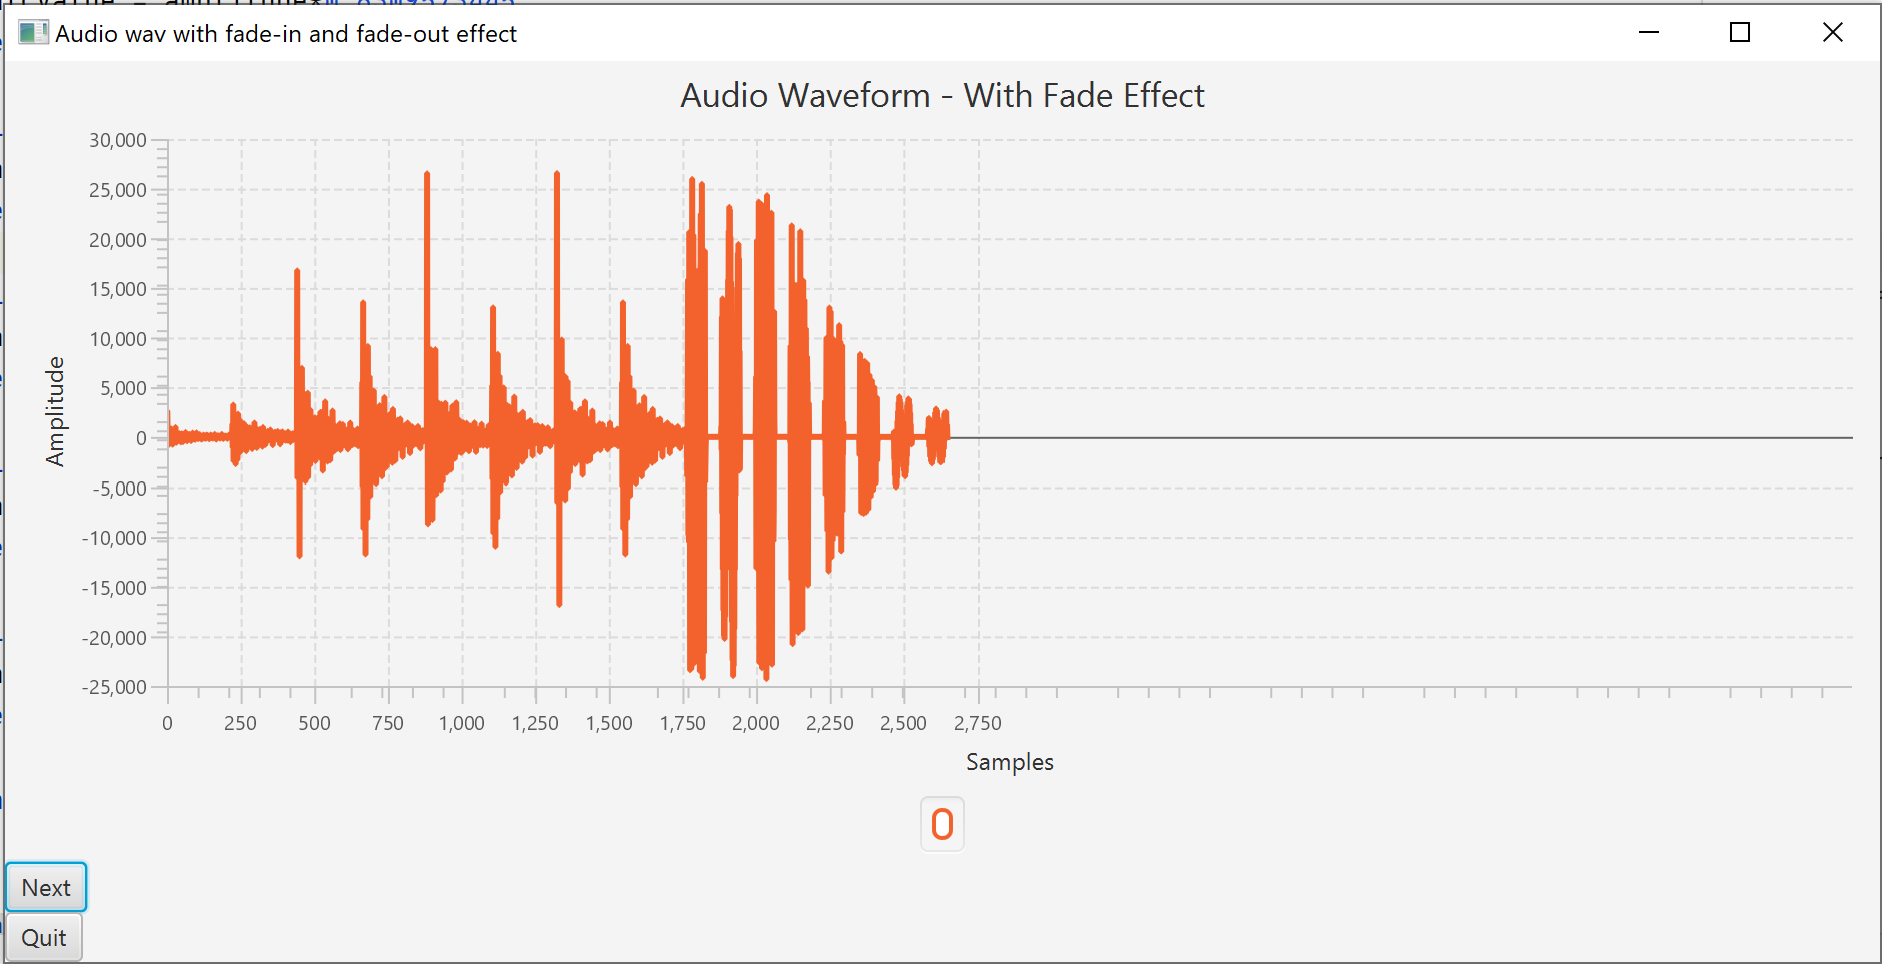 Audio wav with fade-in and fade-out effect
Audio Waveform - With Fade Effect
30,000
25,000
20,000
15,000
10,000
5,000
0
-5,000
-10,000
-15,000
-20,000
-25,000
Amplitude
0 250 500 750 1,000 1,250 1,500 1,750 2,000 2,250 2,500 2,750
Samples
Next
Quit